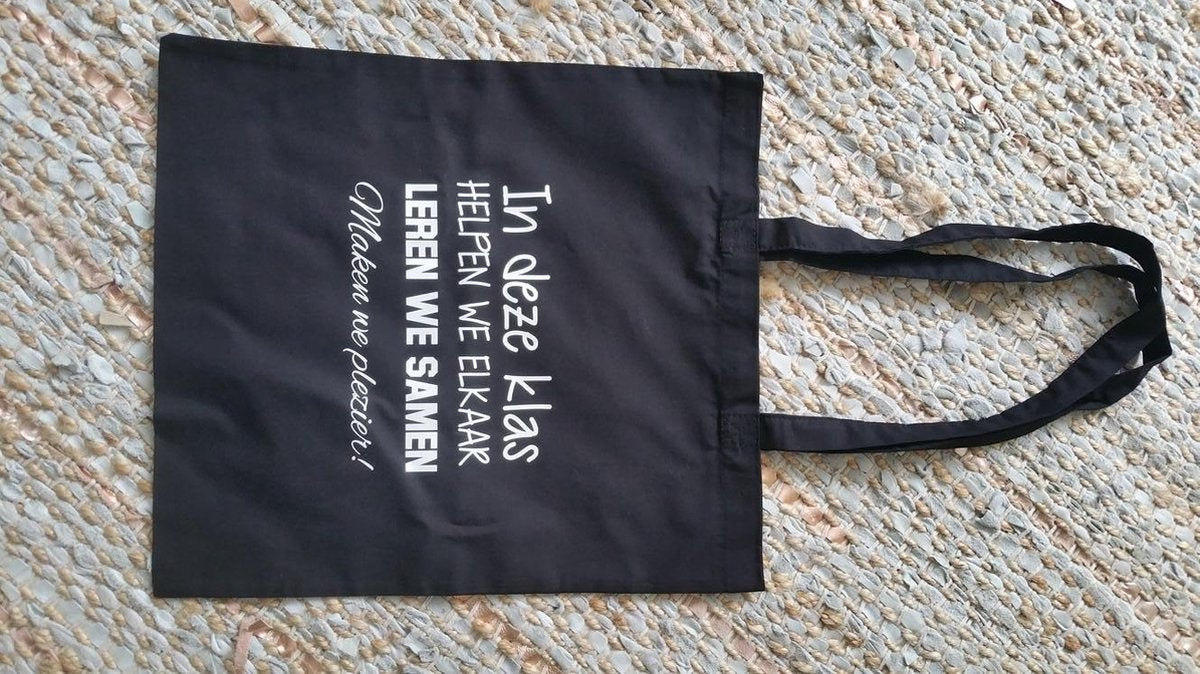 In deze klas
HELPEN WE ELKAAR
LEREN WE SAMEN
Maken we plezier!